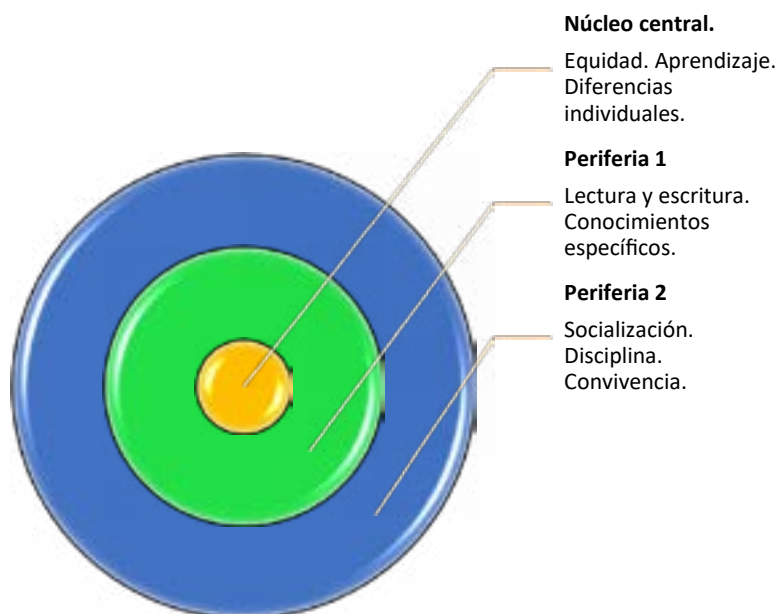 Núcleo central.
Equidad. Aprendizaje.
Diferencias
individuales.
Periferia 1
Lectura y escritura.
Conocimientos
específicos.
Periferia 2
Socialización.
Disciplina.
Convivencia.